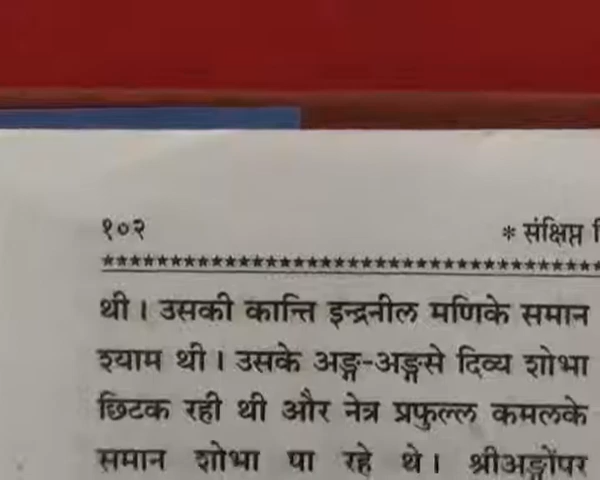 १०२
* संक्षिप्त
थी। उसकी कान्ति इन्द्रनील मणिके समान
श्याम थी। उसके अङ्ग-अङ्गसे दिव्य शोभा
छिटक रही थी और नेत्र प्रफुल्ल कमलके
समान शोभा पा रहे थे। श्रीअङ्गोंपर